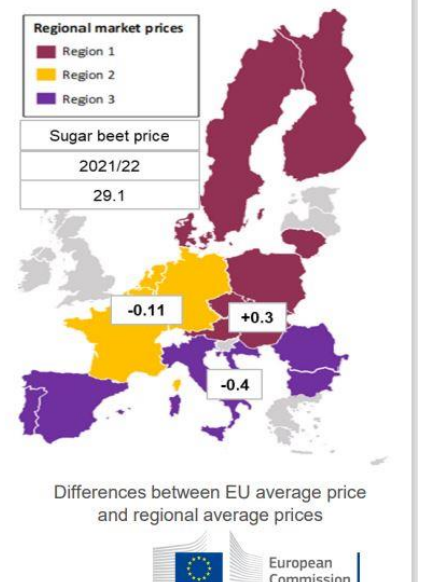 Regional market prices
Region 1
Region 2
Region 3
Sugar beet price
2021/22
29.1
-0.11
+0.3
-0.4
Differences between EU average price
and regional average prices
European
Commission